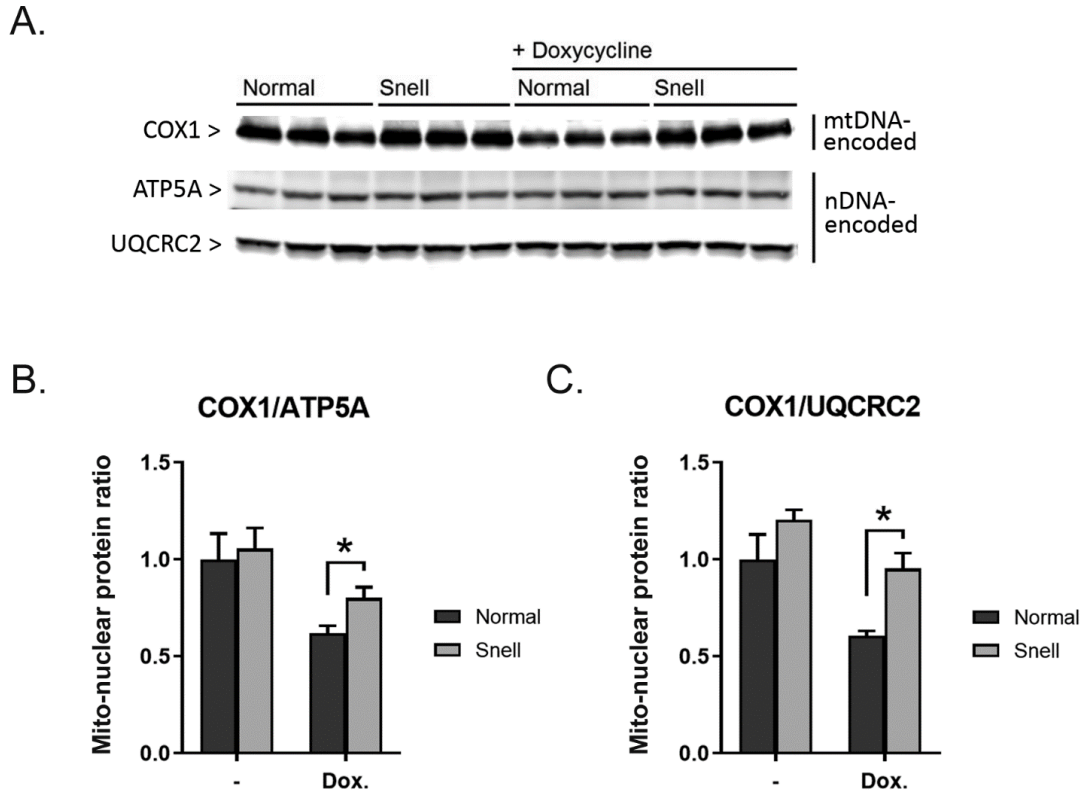 A.
+ Doxycycline
Normal Snell Normal Snell
COX1 >
mtDNA-
encoded
ATP5A >
nDNA-
encoded
UQCRC2 >
B.
COX1/ATP5A
Mito-nuclear protein ratio
1.5
1.0
0.5
0.0
*
- Dox.
Normal
Snell
C.
COX1/UQCRC2
Mito-nuclear protein ratio
1.5
1.0
0.5
0.0
*
- Dox.
Normal
Snell